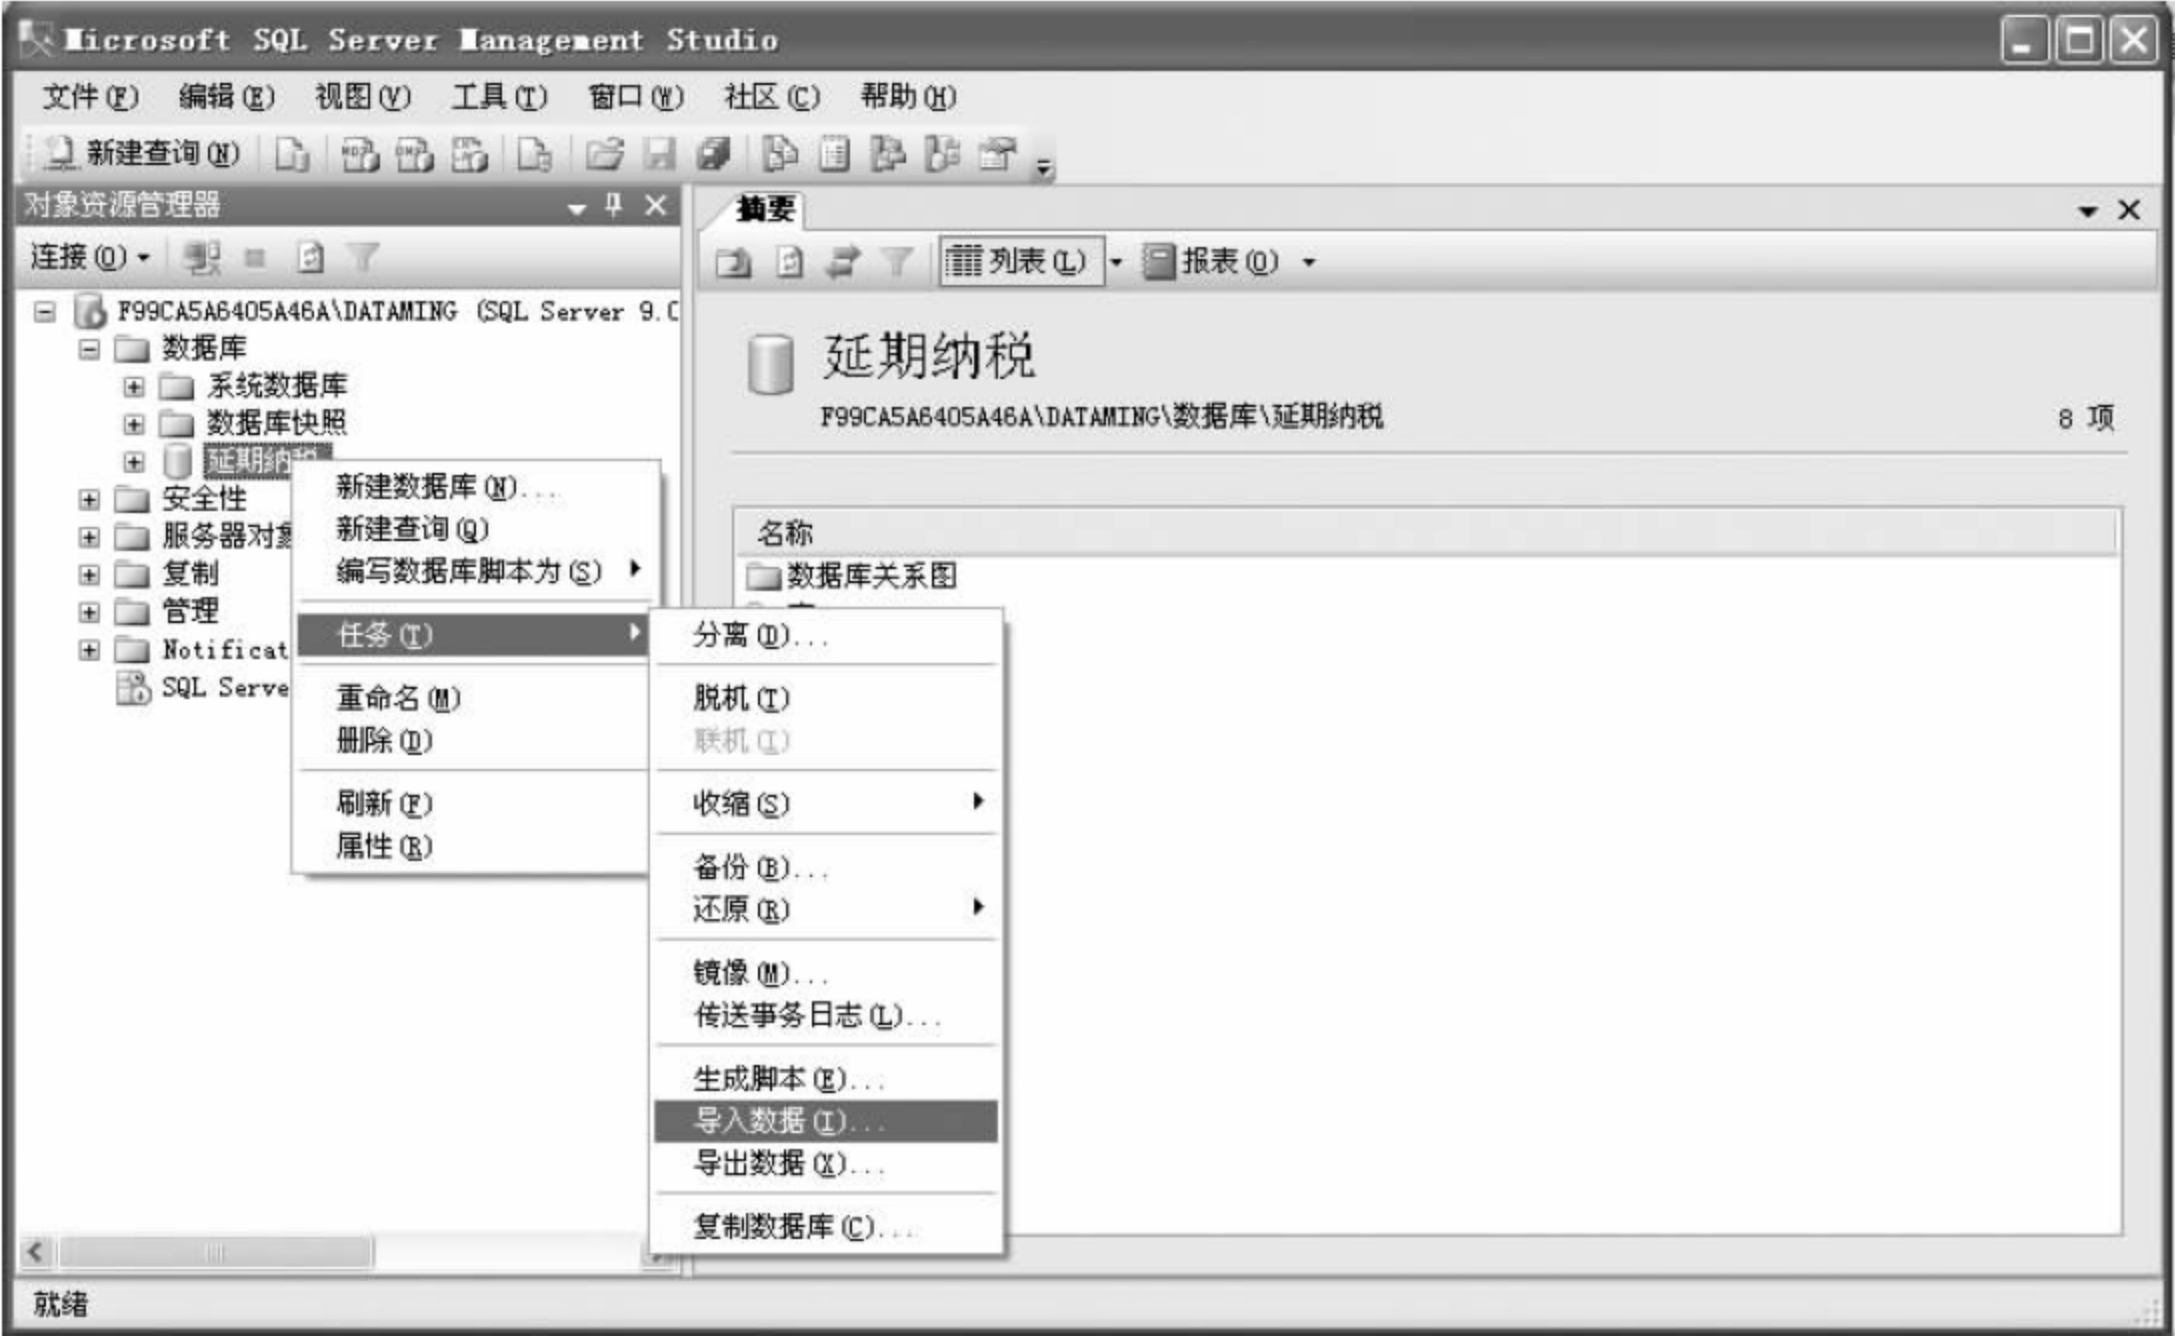 Microsoft SQL Server Management Studio
文件(F) 编辑(E) 视图(V) 工具(T) 窗口(W) 社区(C) 帮助(H)
新建查询(N)
对象资源管理器
连接(O)
F99CA5A6405A46A\DATAMING (SQL Server 9.0
数据库
系统数据库
数据库快照
延期纳税
安全性
服务器对象
复制
管理
Notificat
SQL Serve
新建数据库(N)...
新建查询(Q)
编写数据库脚本为(S)
任务(T)
重命名(M)
删除(D)
刷新(F)
属性(R)
分离(D)...
脱机(T)
联机(I)
收缩(S)
备份(B)...
还原(R)
镜像(M)...
传送事务日志(L)...
生成脚本(E)...
导入数据(I)...
导出数据(X)...
复制数据库(C)...
摘要
列表(L) 报表(O)
延期纳税
F99CA5A6405A46A\DATAMING\数据库\延期纳税
8 项
名称
数据库关系图
就绪